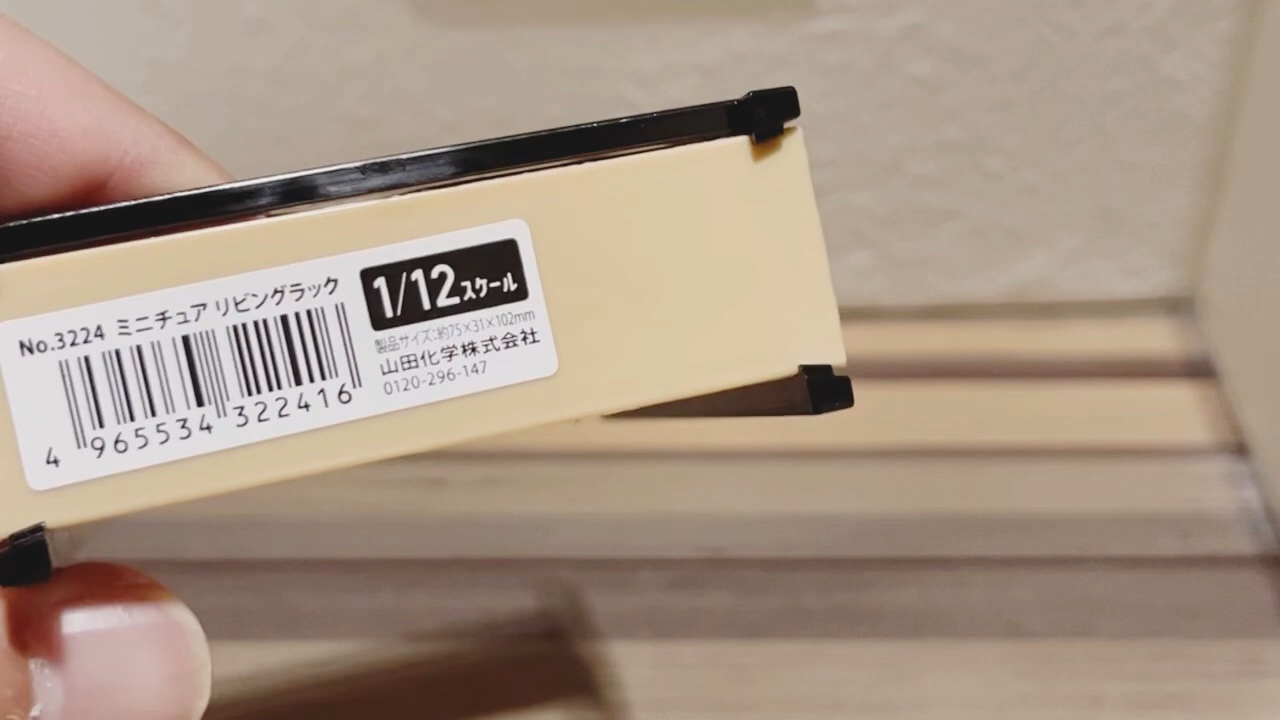 No.3224 ミニチュア リビングラック
1/12スケール
製品サイズ:約75×31×102mm
山田化学株式会社
0120-296-147
4 965534 322416